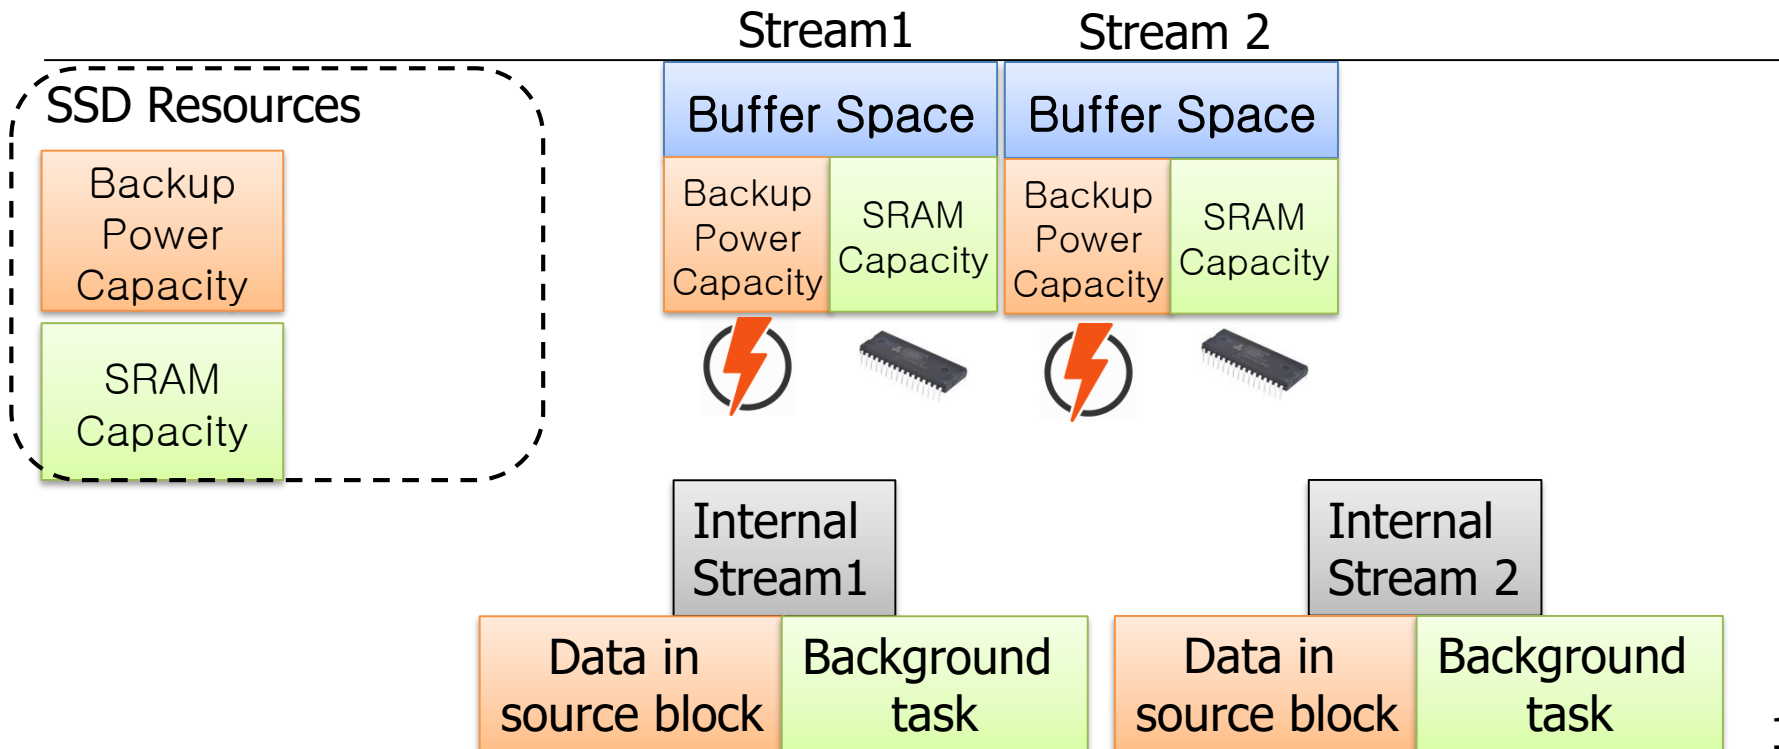 Stream1
Stream 2
SSD Resources
Backup
Power
Capacity
SRAM
Capacity
Buffer Space
Backup
Power
Capacity
SRAM
Capacity
Buffer Space
Backup
Power
Capacity
SRAM
Capacity
Internal
Stream1
Data in
source block
Background
task
Internal
Stream 2
Data in
source block
Background
task